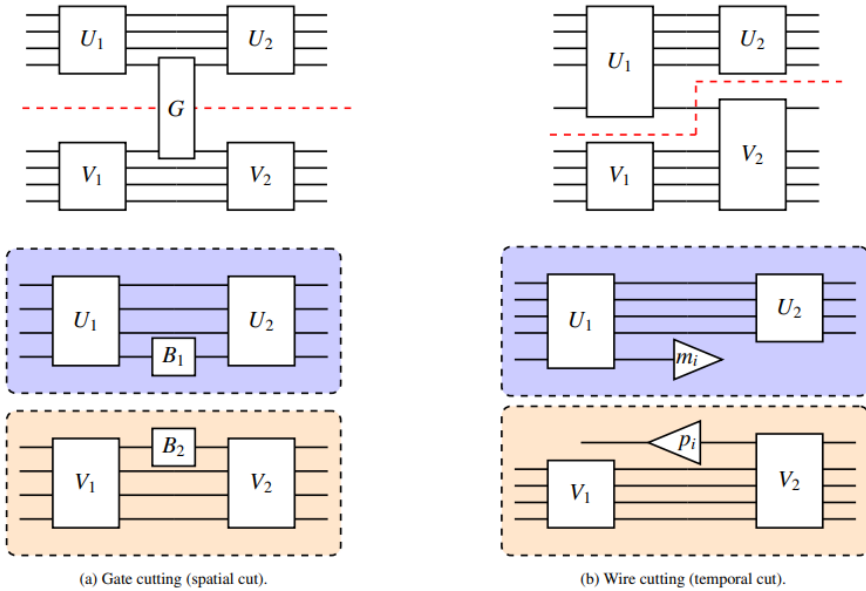 U1 U2
G
V1 V2
U1 U2
B1
B2
V1 V2
(a) Gate cutting (spatial cut).
U1 U2
V1 V2
U1 U2
mi
pi
V1 V2
(b) Wire cutting (temporal cut).